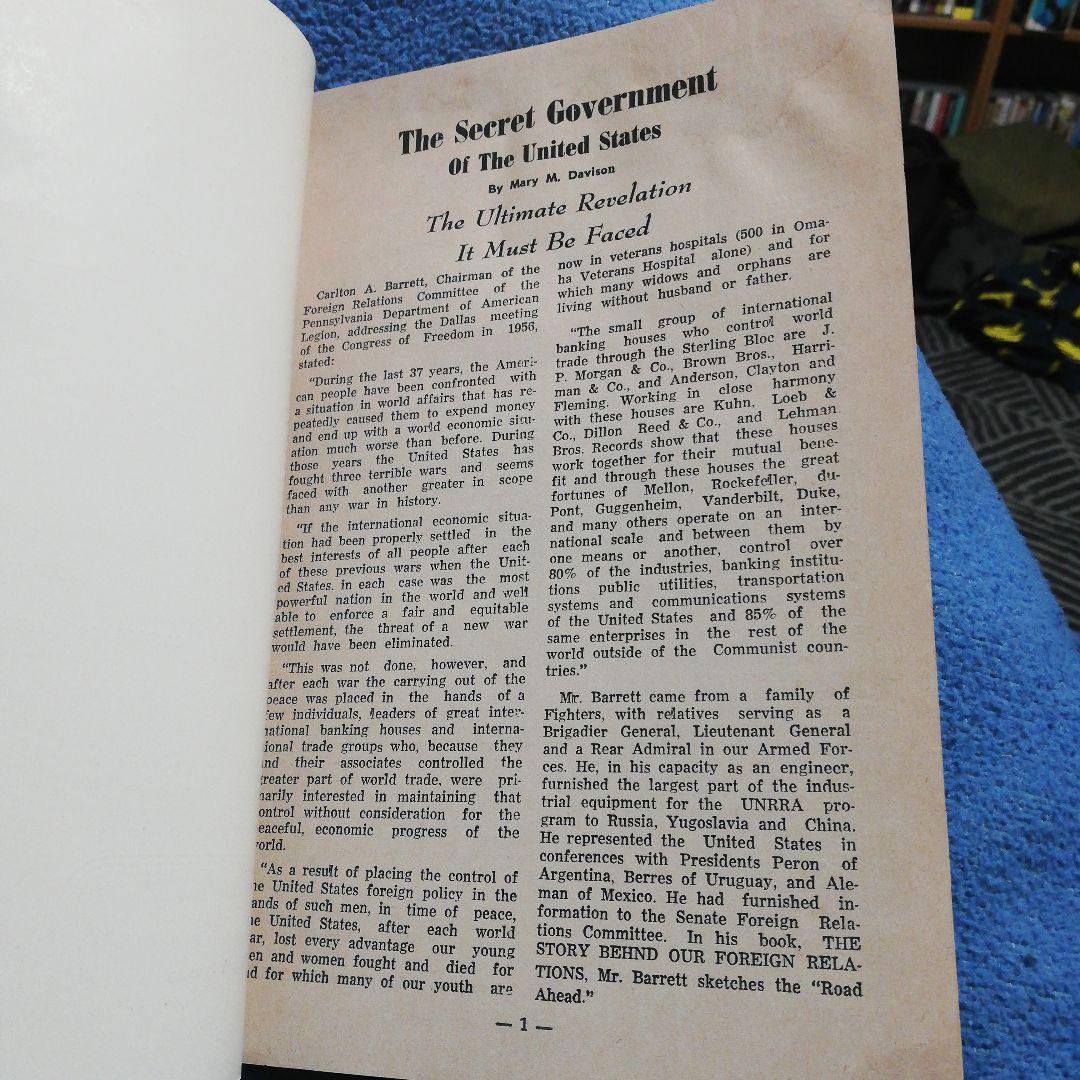 The Secret Government
Of The United States
By Mary M. Davison
The Ultimate Revelation
It Must Be Faced
Carlton A. Barrett, Chairman of the
Foreign Relations Committee of the
Pennsylvania Department of American
Legion, addressing the Dallas meeting
of the Congress of Freedom in 1956,
stated:
"During the last 37 years, the Ameri-
can people have been confronted with
a situation in world affairs that has re-
peatedly caused them to expend money
and end up with a world economic situ-
ation much worse than before. During
those years the United States has
fought three terrible wars and seems
faced with another greater in scope
than any war in history.
"If the international economic situa-
tion had been properly settled in the
best interests of all people after each
of these previous wars when the Unit-
ed States. in each case was the most
powerful nation in the world and well
able to enforce a fair and equitable
settlement, the threat of a new war
would have been eliminated.
"This was not done, however, and
after each war the carrying out of the
peace was placed in the hands of a
few individuals, leaders of great inter-
national banking houses and interna-
ional trade groups who, because they
nd their associates controlled the
reater part of world trade, were pri-
narily interested in maintaining that
ontrol without consideration for the
eaceful, economic progress of the
orld.
"As a result of placing the control of
he United States foreign policy in the
ands of such men, in time of peace,
he United States, after each world
ar, lost every advantage our young
en and women fought and died for
d for which many of our youth are
now in veterans hospitals (500 in Oma-
ha Veterans Hospital alone) and for
which many widows and orphans are
living without husband or father.
"The small group of international
banking houses who control world
trade through the Sterling Bloc are J.
P. Morgan & Co., Brown Bros., Harri-
man & Co., and Anderson, Clayton and
Fleming. Working in close harmony
with these houses are Kuhn, Loeb &
Co., Dillon Reed & Co., and Lehman
Bros. Records show that these houses
work together for their mutual bene-
fit and through these houses the great
fortunes of Mellon, Rockefeller, du-
Pont, Guggenheim, Vanderbilt, Duke,
and many others operate on an inter-
national scale and between them by
one means or another, control over
80% of the industries, banking institu-
tions public utilities, transportation
systems and communications systems
of the United States and 85% of the
same enterprises in the rest of the
world outside of the Communist coun-
tries."
Mr. Barrett came from a family of
Fighters, with relatives serving as a
Brigadier General, Lieutenant General
and a Rear Admiral in our Armed For-
ces. He, in his capacity as an engineer,
furnished the largest part of the indus-
trial equipment for the UNRRA pro-
gram to Russia, Yugoslavia and China.
He represented the United States in
conferences with Presidents Peron of
Argentina, Berres of Uruguay, and Ale-
man of Mexico. He had furnished in-
formation to the Senate Foreign Rela-
tions Committee. In his book, THE
STORY BEHND OUR FOREIGN RELA-
TIONS, Mr. Barrett sketches the "Road
Ahead."
— 1 —